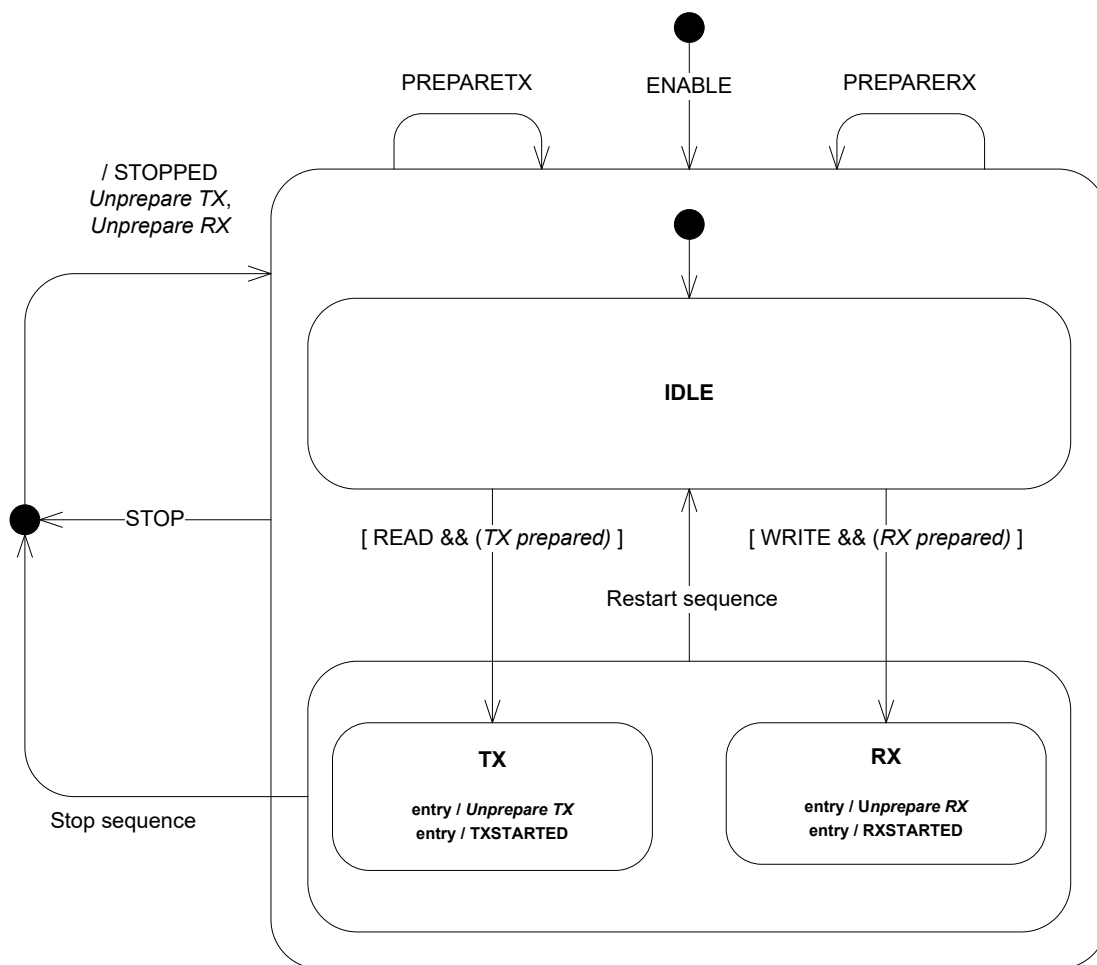 PREPARETX
ENABLE
PREPARERX
/ STOPPED
Unprepare TX,
Unprepare RX
IDLE
STOP
[ READ && (TX prepared) ]
[ WRITE && (RX prepared) ]
Restart sequence
TX
entry / Unprepare TX
entry / TXSTARTED
RX
entry / Unprepare RX
entry / RXSTARTED
Stop sequence